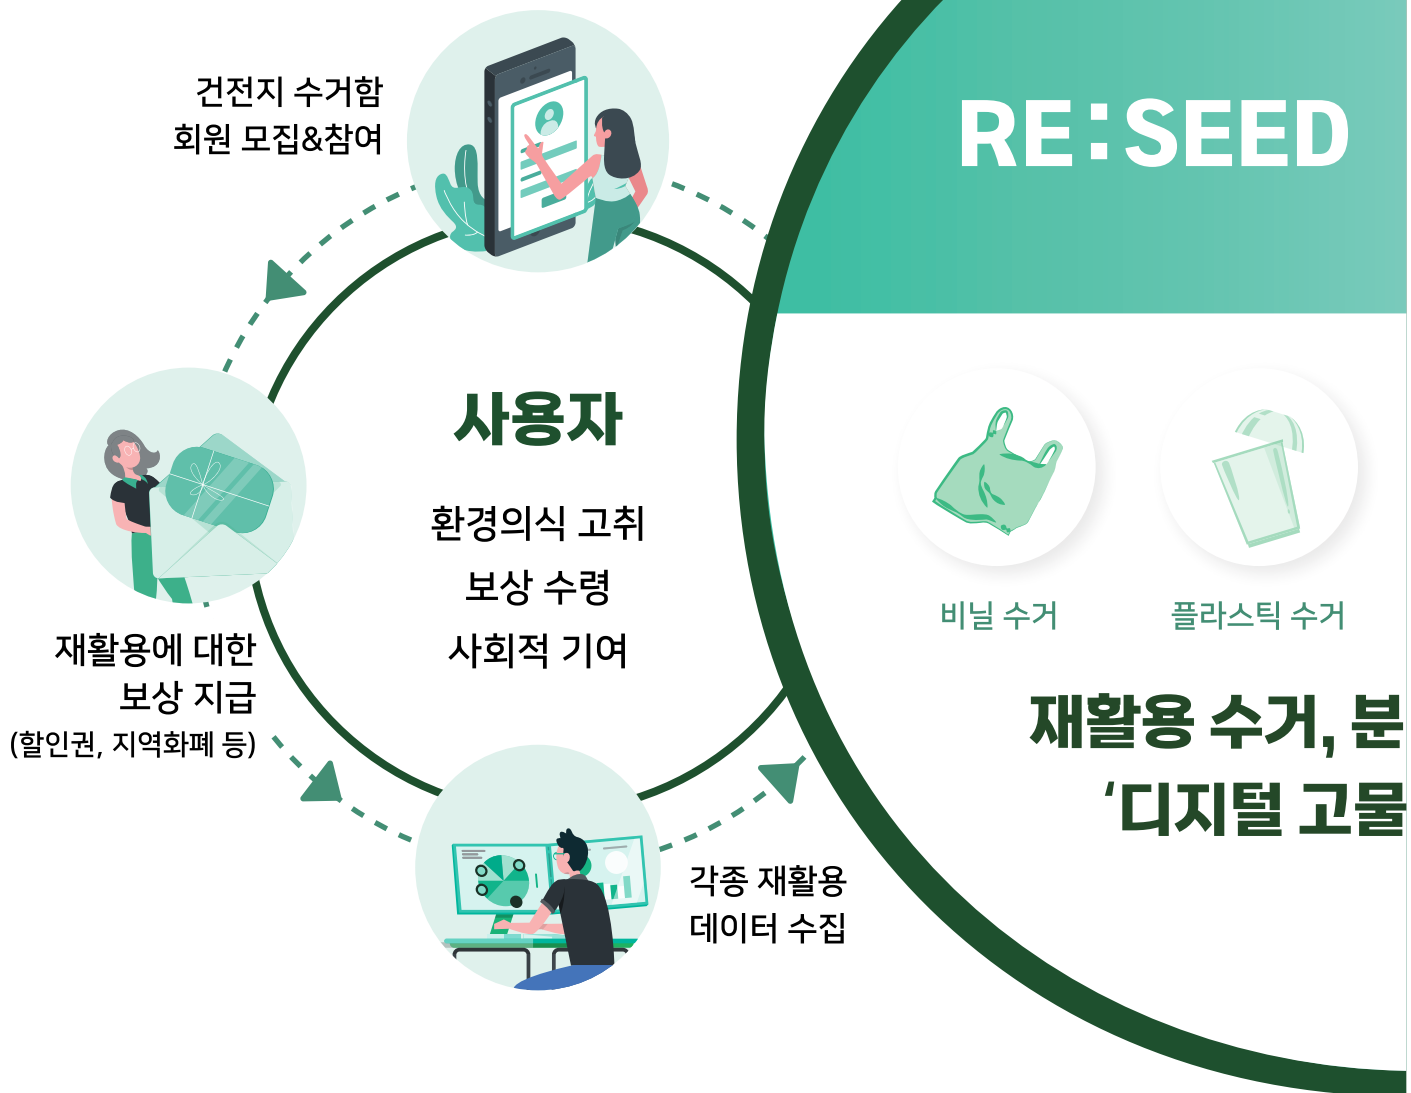 건전지 수거함
회원 모집&참여
RE:SEED
사용자
환경의식 고취
보상 수령
사회적 기여
비닐 수거
플라스틱 수거
재활용에 대한
보상 지급
(할인권, 지역화폐 등)
재활용 수거, 분
‘디지털 고물
각종 재활용
데이터 수집